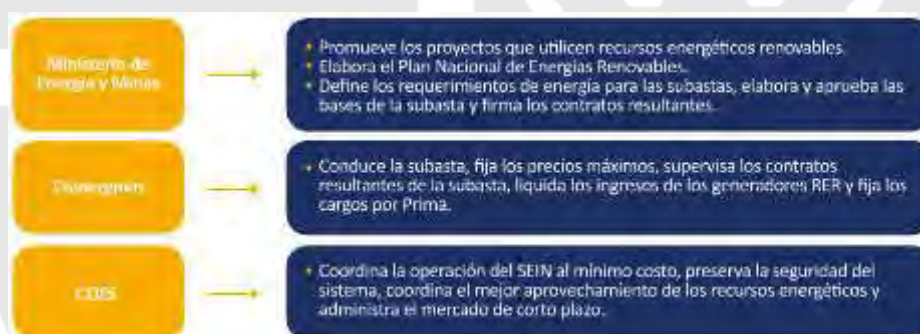 Ministerio de
Energía y Minas
• Promueve los proyectos que utilicen recursos energéticos renovables.
• Elabora el Plan Nacional de Energías Renovables.
• Define los requerimientos de energía para las subastas, elabora y aprueba las
bases de la subasta y firma los contratos resultantes.
Osinergmin
• Conduce la subasta, fija los precios máximos, supervisa los contratos
resultantes de la subasta, liquida los ingresos de los generadores RER y fija los
cargos por Prima.
COES
• Coordina la operación del SEIN al mínimo costo, preserva la seguridad del
sistema, coordina el mejor aprovechamiento de los recursos energéticos y
administra el mercado de corto plazo.